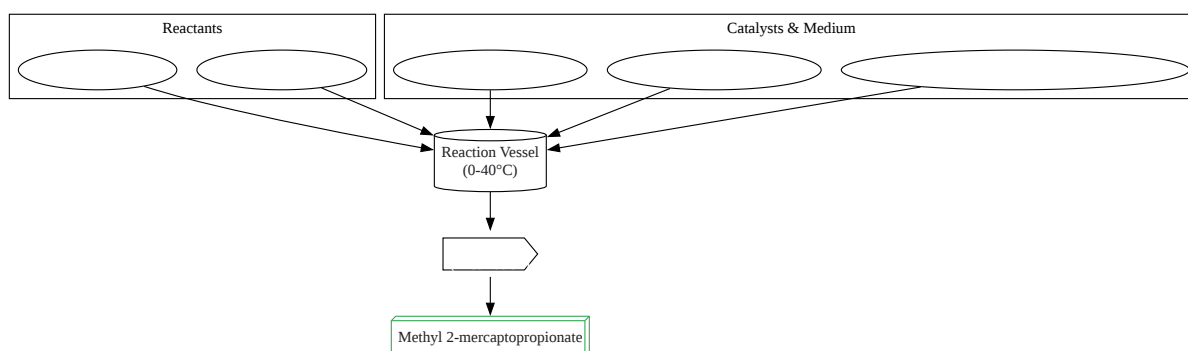 Reactants
Catalysts & Medium
Reaction Vessel
(0-40°C)
Methyl 2-mercaptopropionate